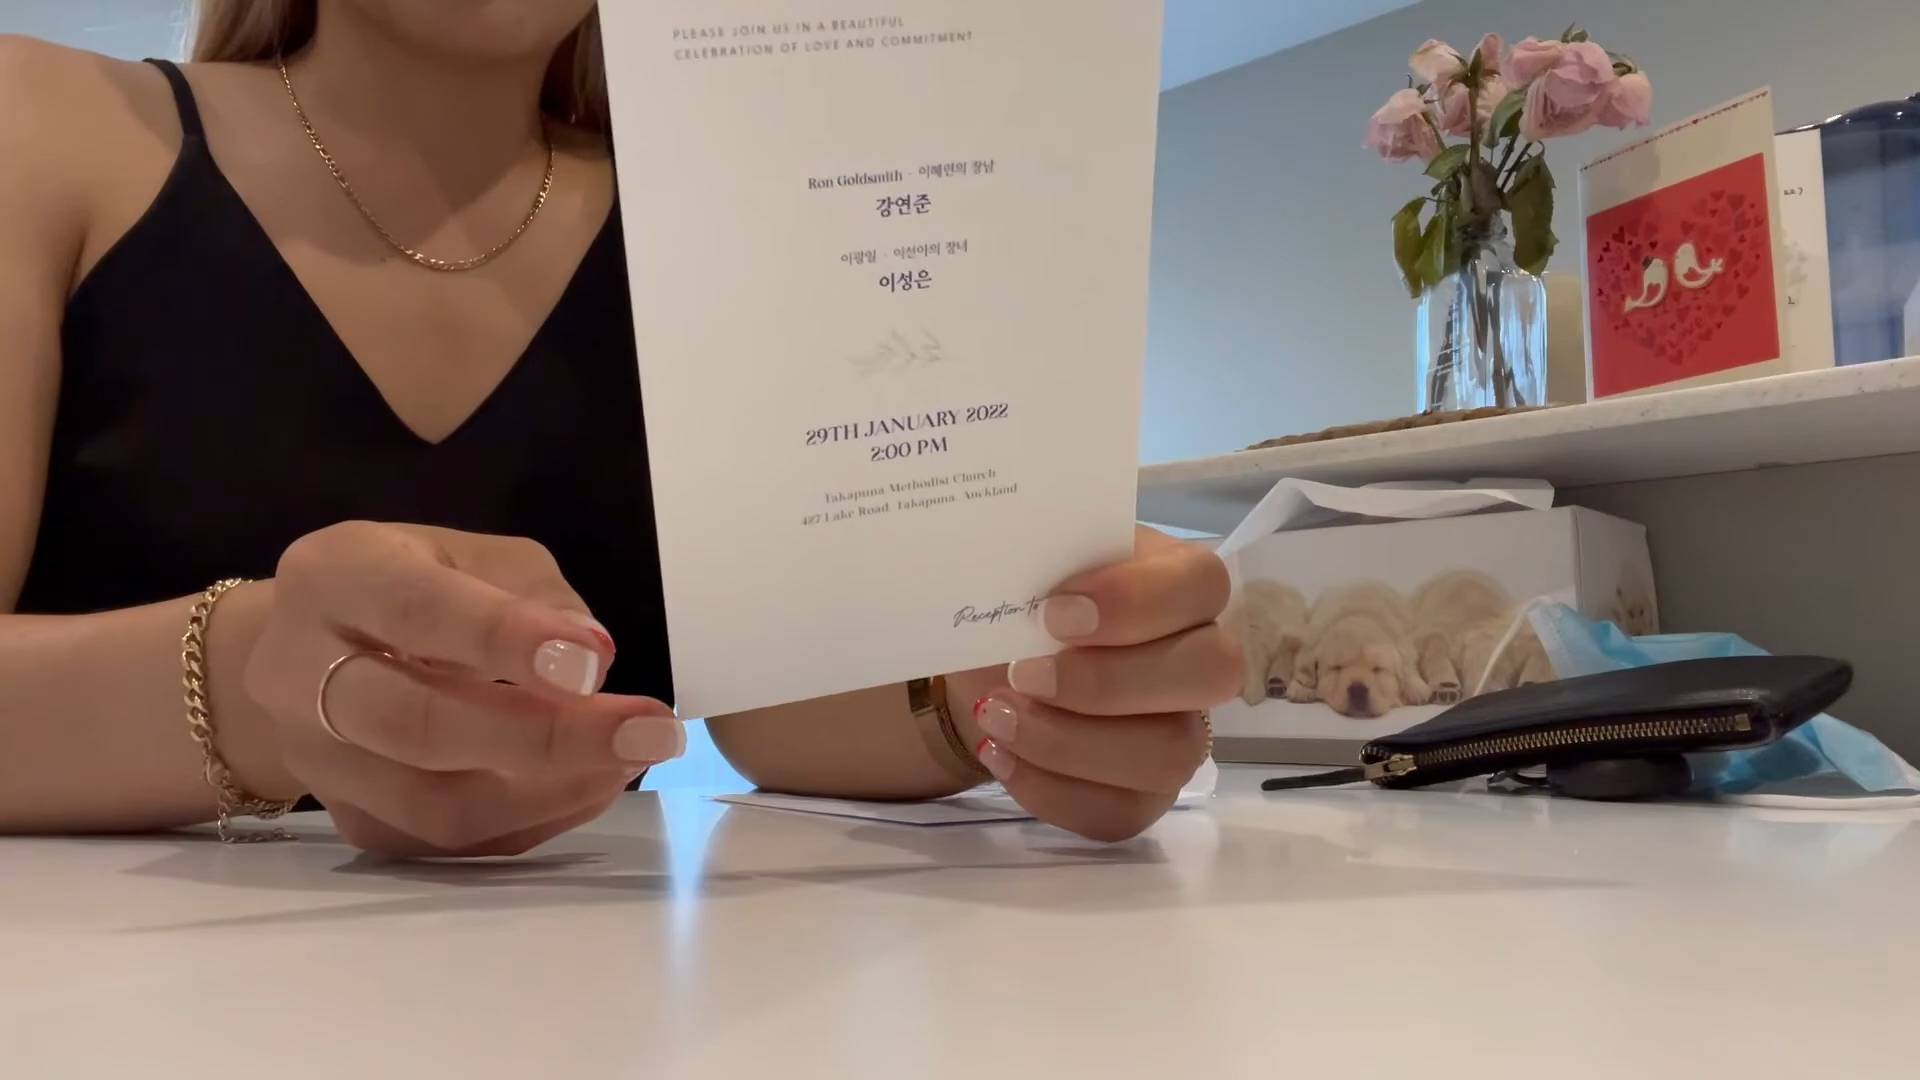 PLEASE JOIN US IN A BEAUTIFUL
CELEBRATION OF LOVE AND COMMITMENT
Ron Goldsmith · 이혜련의 장남
강연준
이광일 · 이선아의 장녀
이성은
29TH JANUARY 2022
2:00 PM
Takapuna Methodist Church
427 Lake Road, Takapuna, Auckland
Reception to